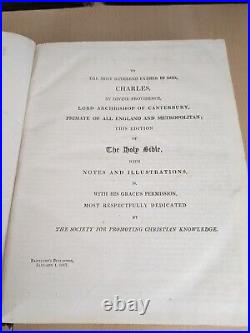 TO
THE MOST REVEREND FATHER IN GOD,
CHARLES,
BY DIVINE PROVIDENCE,
LORD ARCHBISHOP OF CANTERBURY,
PRIMATE OF ALL ENGLAND AND METROPOLITAN;
THIS EDITION
OF
The Holy Bible,
WITH
NOTES AND ILLUSTRATIONS,
IS,
WITH HIS GRACE'S PERMISSION,
MOST RESPECTFULLY DEDICATED
BY
THE SOCIETY FOR PROMOTING CHRISTIAN KNOWLEDGE.
JANUARY 1,